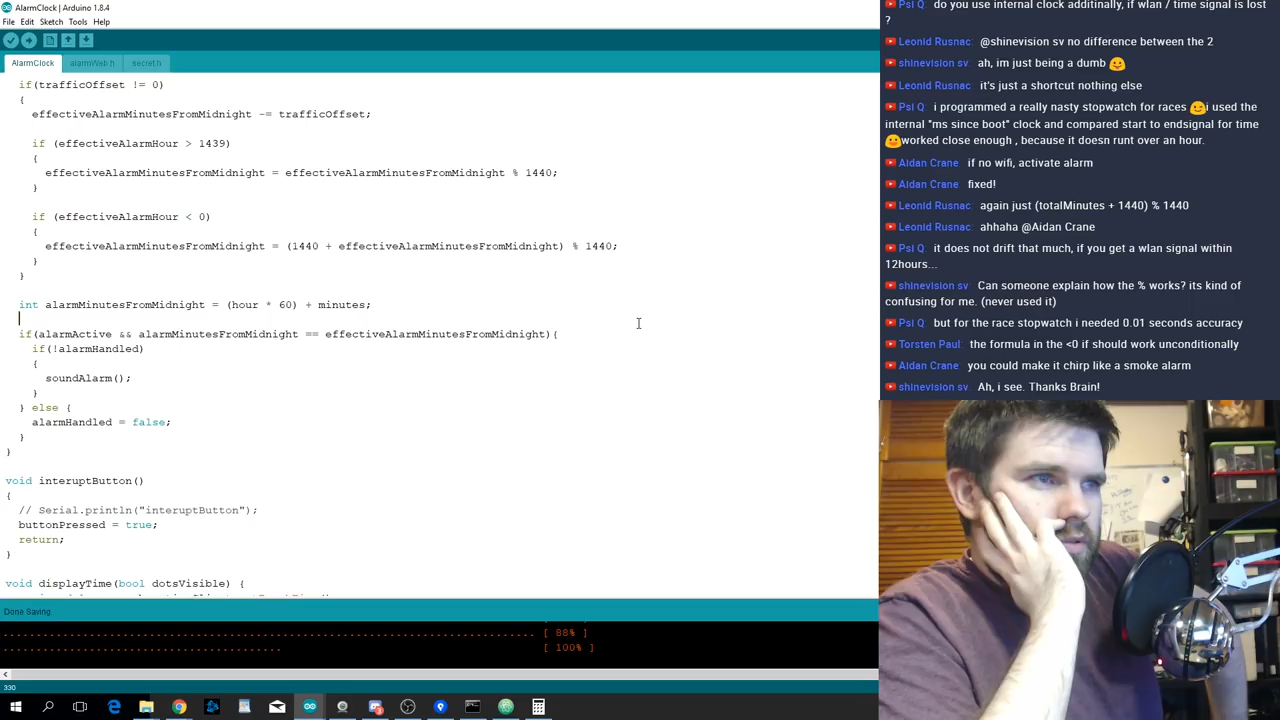 AlarmClock | Arduino 1.8.4
File Edit Sketch Tools Help
AlarmClock alarmWeb.h secret.h
if(trafficOffset != 0)
{
effectiveAlarmMinutesFromMidnight -= trafficOffset;
if (effectiveAlarmHour > 1439)
{
effectiveAlarmMinutesFromMidnight = effectiveAlarmMinutesFromMidnight % 1440;
}
if (effectiveAlarmHour < 0)
{
effectiveAlarmMinutesFromMidnight = (1440 + effectiveAlarmMinutesFromMidnight) % 1440;
}
}
int alarmMinutesFromMidnight = (hour * 60) + minutes;
if(alarmActive && alarmMinutesFromMidnight == effectiveAlarmMinutesFromMidnight){
if(!alarmHandled)
{
soundAlarm();
}
} else {
alarmHandled = false;
}
}
void interuptButton()
{
// Serial.println("interuptButton");
buttonPressed = true;
return;
}
void displayTime(bool dotsVisible) {
Done Saving.
[ 88% ]
[ 100% ]
330
Psi Q: do you use internal clock additinally, if wlan / time signal is lost
?
Leonid Rusnac: @shinevision sv no difference between the 2
shinevision sv: ah, im just being a dumb
Leonid Rusnac: it's just a shortcut nothing else
Psi Q: i programmed a really nasty stopwatch for races i used the
internal "ms since boot" clock and compared start to endsignal for time
worked close enough , because it doesn runt over an hour.
Aidan Crane: if no wifi, activate alarm
Aidan Crane: fixed!
Leonid Rusnac: again just (totalMinutes + 1440) % 1440
Leonid Rusnac: ahhaha @Aidan Crane
Psi Q: it does not drift that much, if you get a wlan signal within
12hours...
shinevision sv: Can someone explain how the % works? its kind of
confusing for me. (never used it)
Psi Q: but for the race stopwatch i needed 0.01 seconds accuracy
Torsten Paul: the formula in the <0 if should work unconditionally
Aidan Crane: you could make it chirp like a smoke alarm
shinevision sv: Ah, i see. Thanks Brain!